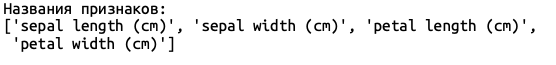 Названия признаков:
['sepal length (cm)', 'sepal width (cm)', 'petal length (cm)',
'petal width (cm)']